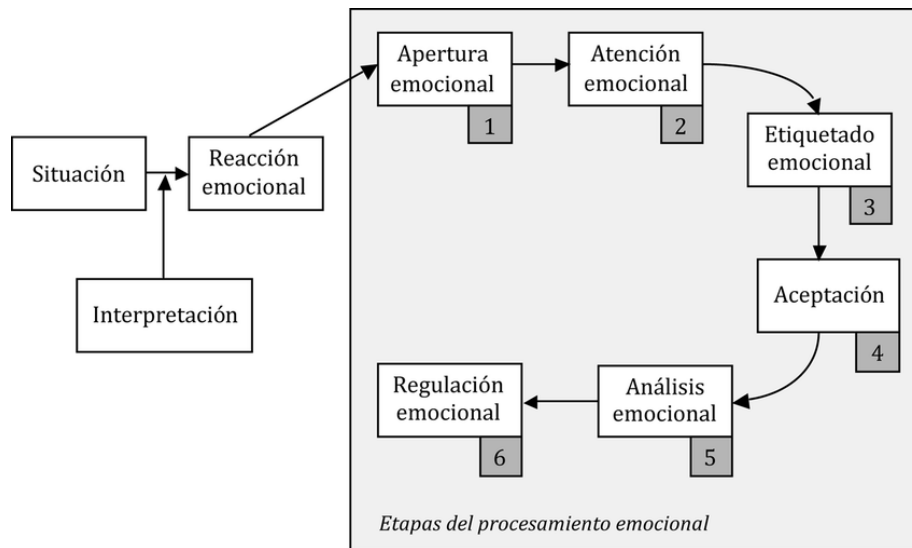 Situación
Interpretación
Reacción
emocional
Apertura
emocional
1
Atención
emocional
2
Etiquetado
emocional
3
Aceptación
4
Análisis
emocional
5
Regulación
emocional
6
Etapas del procesamiento emocional